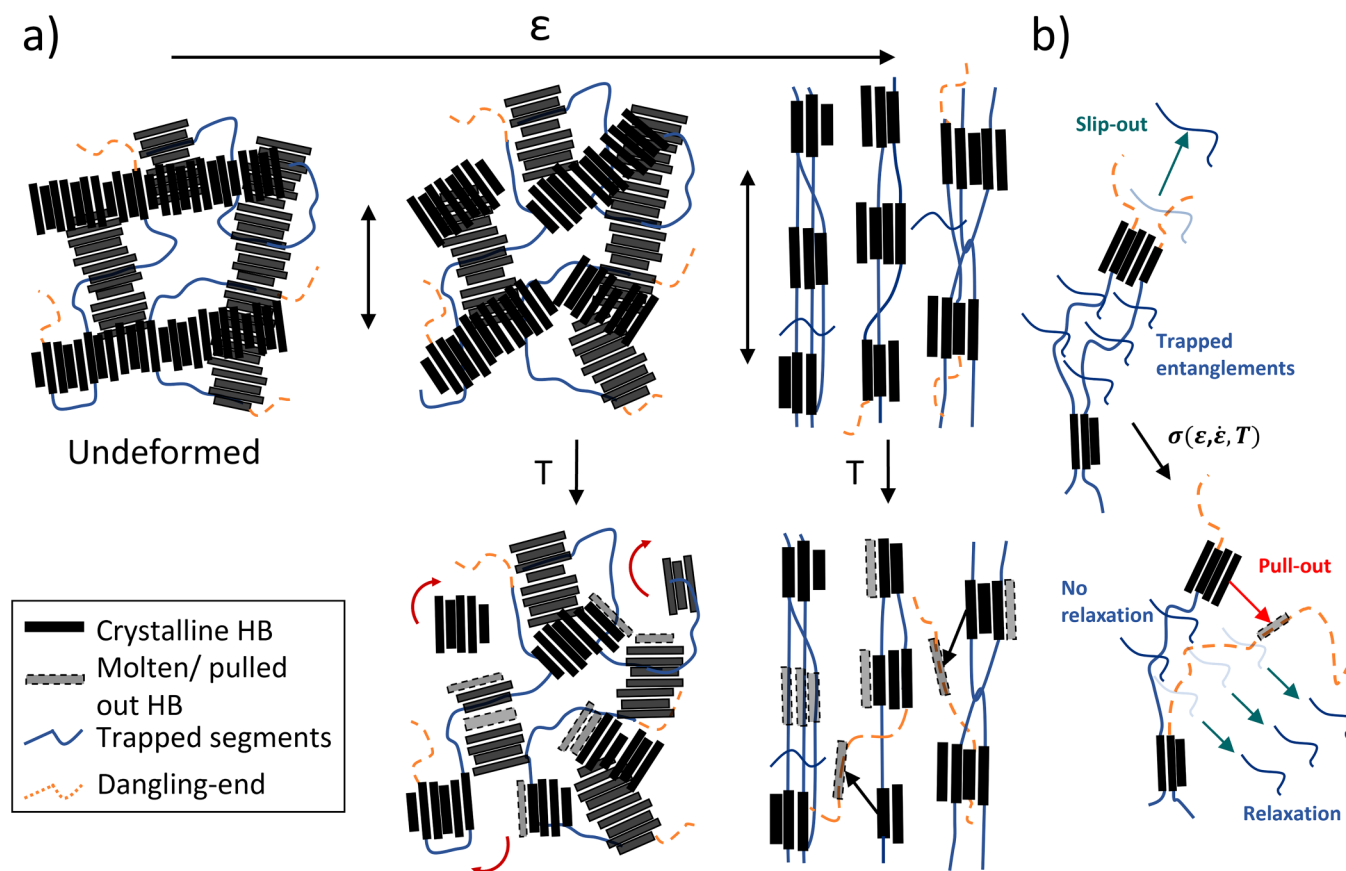 a)
ε
b)
Slip-out
Trapped
entanglements
σ(ε,ε̇,T)
Undeformed
T
T
Pull-out
No
relaxation
Relaxation
Crystalline HB
Molten/ pulled
out HB
Trapped segments
Dangling-end